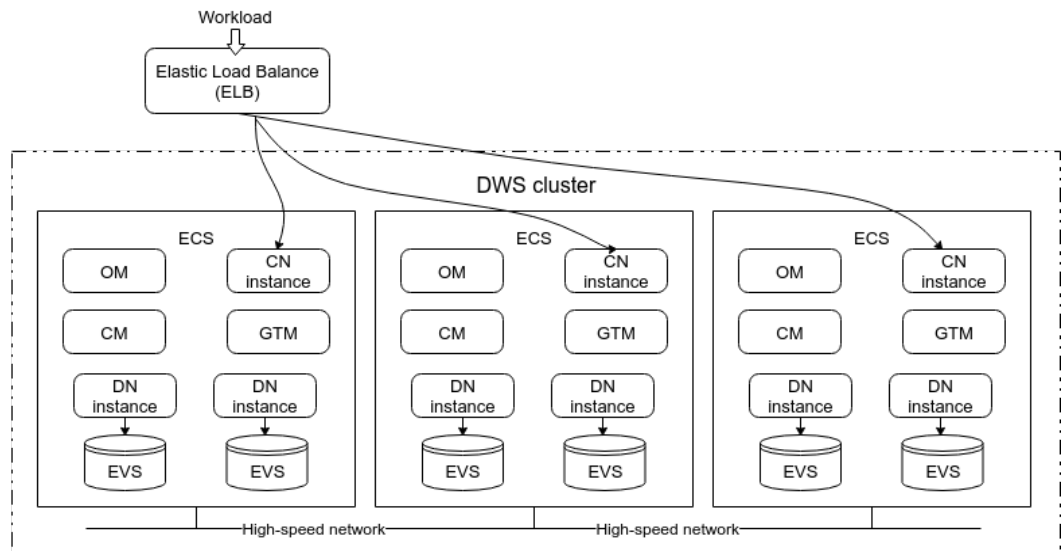 Workload
Elastic Load Balance
(ELB)
DWS cluster
ECS
OM
CN
instance
CM
GTM
DN
instance
DN
instance
EVS
EVS
ECS
OM
CN
instance
CM
GTM
DN
instance
DN
instance
EVS
EVS
ECS
OM
CN
instance
CM
GTM
DN
instance
DN
instance
EVS
EVS
High-speed network
High-speed network